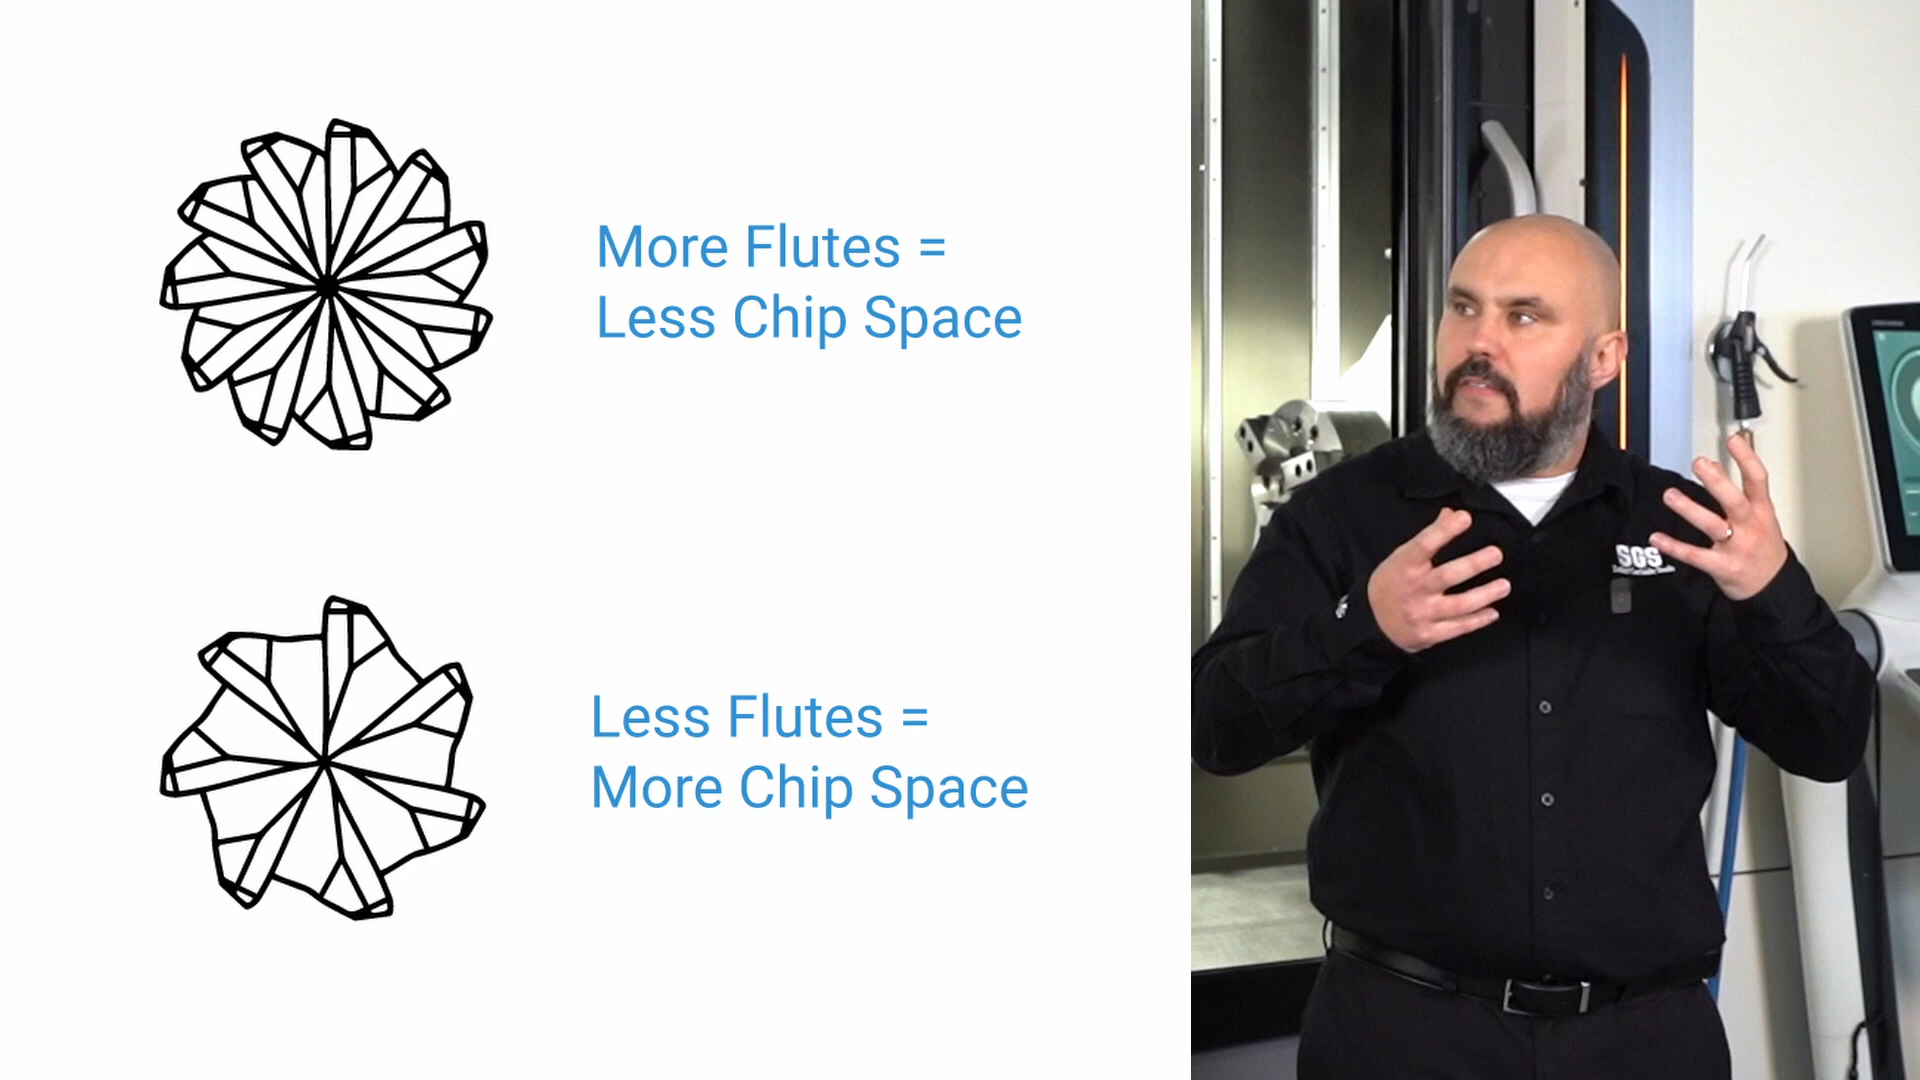 More Flutes =
Less Chip Space
Less Flutes =
More Chip Space
SGS